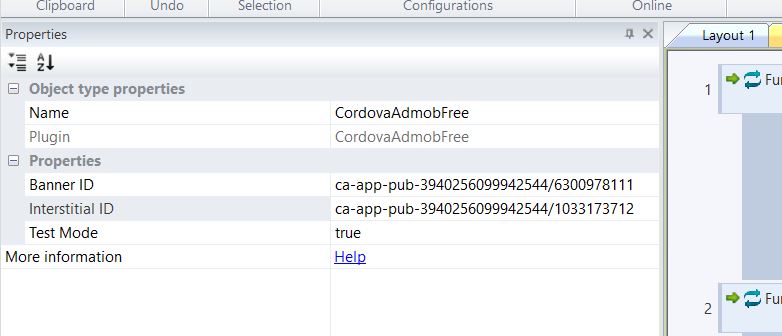 Clipboard Undo Selection Configurations Online
Properties
Layout 1
Object type properties
Name CordovaAdmobFree
Plugin CordovaAdmobFree
Properties
Banner ID ca-app-pub-3940256099942544/6300978111
Interstitial ID ca-app-pub-3940256099942544/1033173712
Test Mode true
More information Help
1 Fu
2 Fu